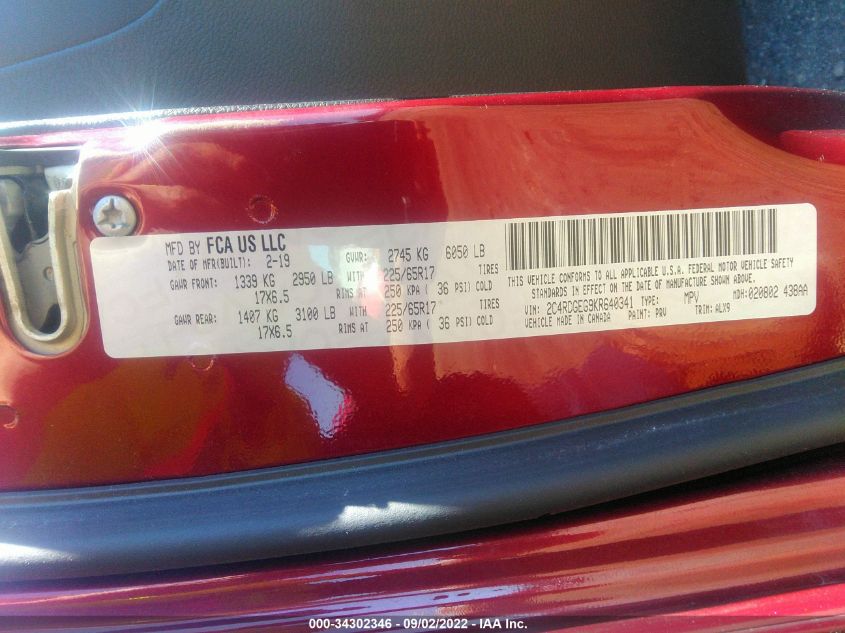 MFD BY FCA US LLC
DATE OF MFR(BUILT): 2-19
GVWR: 2745 KG 6050 LB
GAWR FRONT: 1339 KG 2950 LB WITH 225/65R17 TIRES
17X6.5 RIMS AT 250 KPA ( 36 PSI) COLD
GAWR REAR: 1407 KG 3100 LB WITH 225/65R17 TIRES
17X6.5 RIMS AT 250 KPA ( 36 PSI) COLD
THIS VEHICLE CONFORMS TO ALL APPLICABLE U.S.A. FEDERAL MOTOR VEHICLE SAFETY
STANDARDS IN EFFECT ON THE DATE OF MANUFACTURE SHOWN ABOVE.
VIN: 2C4RDGEG9KR640341 TYPE: MPV MDH:020802 438AA
VEHICLE MADE IN CANADA PAINT: PRV TRIM: ALX9
000-34302346 - 09/02/2022 - IAA Inc.